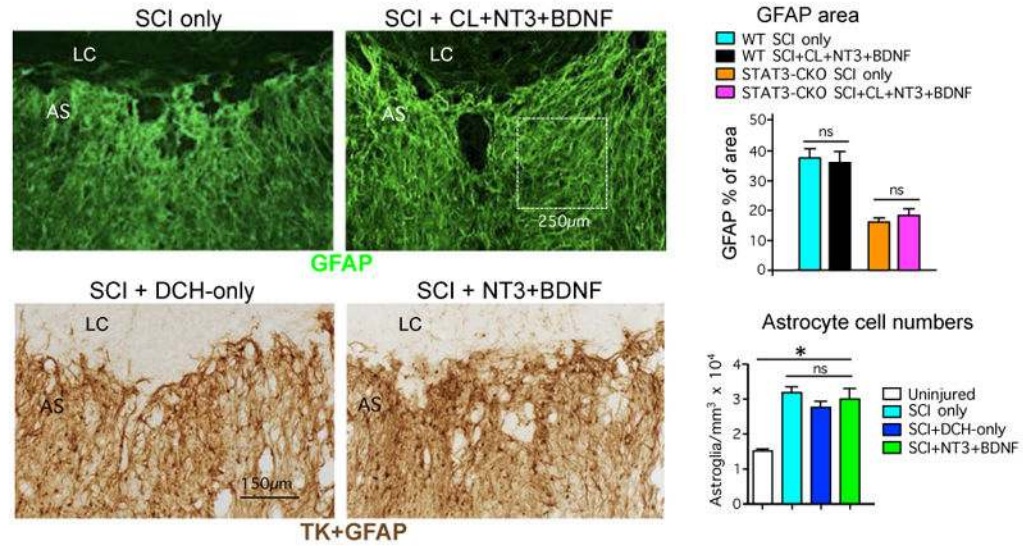 SCI only
SCI + CL+NT3+BDNF
LC
AS
LC
AS
250µm
GFAP
SCI + DCH-only
SCI + NT3+BDNF
LC
AS
150µm
LC
AS
TK+GFAP
GFAP area
WT SCI only
WT SCI+CL+NT3+BDNF
STAT3-CKO SCI only
STAT3-CKO SCI+CL+NT3+BDNF
GFAP % of area
50
40
30
20
10
0
ns
ns
Astrocyte cell numbers
Astroglia/mm³ x 10⁴
4
3
2
1
0
*
ns
Uninjured
SCI only
SCI+DCH-only
SCI+NT3+BDNF